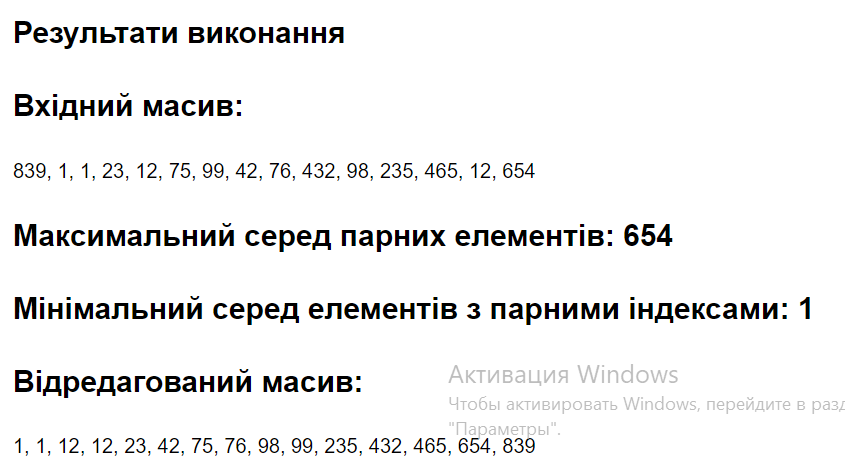 Результати виконання
Вхідний масив:
839, 1, 1, 23, 12, 75, 99, 42, 76, 432, 98, 235, 465, 12, 654
Максимальний серед парних елементів: 654
Мінімальний серед елементів з парними індексами: 1
Відредагований масив:
Активация Windows
Чтобы активировать Windows, перейдите в разд
"Параметры".
1, 1, 12, 12, 23, 42, 75, 76, 98, 99, 235, 432, 465, 654, 839